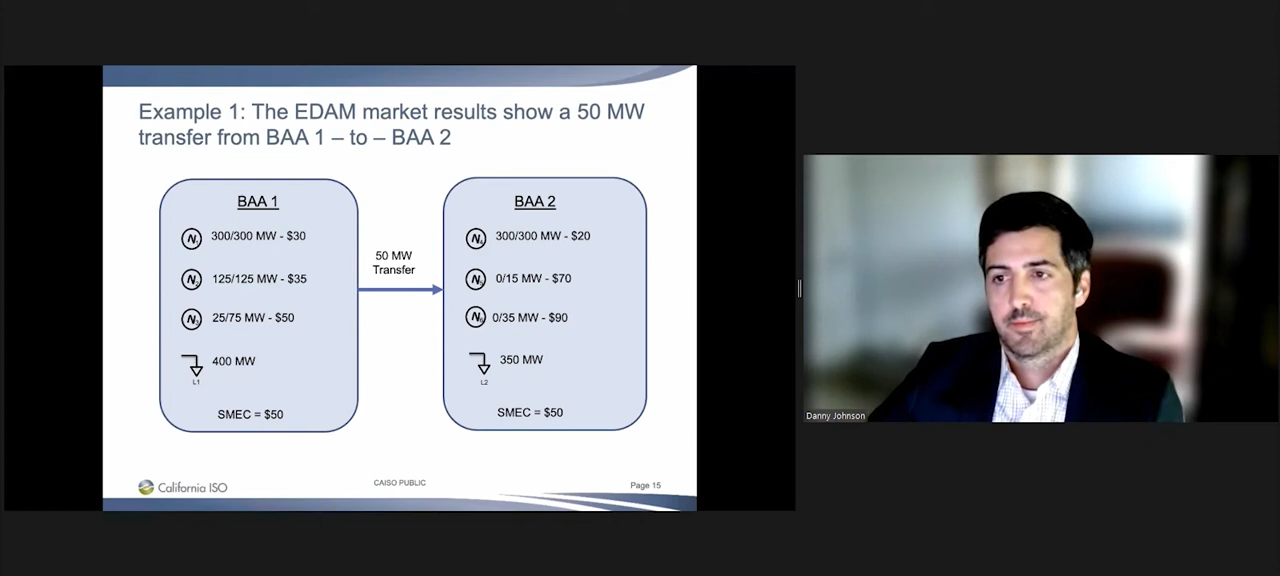 Example 1: The EDAM market results show a 50 MW
transfer from BAA 1 – to – BAA 2
BAA 1
N1 300/300 MW - $30
N2 125/125 MW - $35
N3 25/75 MW - $50
400 MW
L1
SMEC = $50
50 MW
Transfer
BAA 2
N 300/300 MW - $20
N 0/15 MW - $70
N 0/35 MW - $90
350 MW
L2
SMEC = $50
California ISO
CAISO PUBLIC
Page 15
Danny Johnson